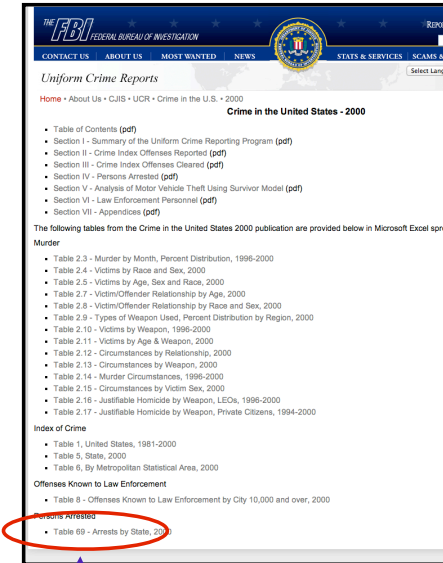 THE FBI FEDERAL BUREAU OF INVESTIGATION
REPO
CONTACT US ABOUT US MOST WANTED NEWS STATS & SERVICES SCAMS &
Uniform Crime Reports
Select Lang
Home • About Us • CJIS • UCR • Crime in the U.S. • 2000
Crime in the United States - 2000
▪ Table of Contents (pdf)
▪ Section I - Summary of the Uniform Crime Reporting Program (pdf)
▪ Section II - Crime Index Offenses Reported (pdf)
▪ Section III - Crime Index Offenses Cleared (pdf)
▪ Section IV - Persons Arrested (pdf)
▪ Section V - Analysis of Motor Vehicle Theft Using Survivor Model (pdf)
▪ Section VI - Law Enforcement Personnel (pdf)
▪ Section VII - Appendices (pdf)
The following tables from the Crime in the United States 2000 publication are provided below in Microsoft Excel spre
Murder
▪ Table 2.3 - Murder by Month, Percent Distribution, 1996-2000
▪ Table 2.4 - Victims by Race and Sex, 2000
▪ Table 2.5 - Victims by Age, Sex and Race, 2000
▪ Table 2.7 - Victim/Offender Relationship by Age, 2000
▪ Table 2.8 - Victim/Offender Relationship by Race and Sex, 2000
▪ Table 2.9 - Types of Weapon Used, Percent Distribution by Region, 2000
▪ Table 2.10 - Victims by Weapon, 1996-2000
▪ Table 2.11 - Victims by Age & Weapon, 2000
▪ Table 2.12 - Circumstances by Relationship, 2000
▪ Table 2.13 - Circumstances by Weapon, 2000
▪ Table 2.14 - Murder Circumstances, 1996-2000
▪ Table 2.15 - Circumstances by Victim Sex, 2000
▪ Table 2.16 - Justifiable Homicide by Weapon, LEOs, 1996-2000
▪ Table 2.17 - Justifiable Homicide by Weapon, Private Citizens, 1994-2000
Index of Crime
▪ Table 1, United States, 1981-2000
▪ Table 5, State, 2000
▪ Table 6, By Metropolitan Statistical Area, 2000
Offenses Known to Law Enforcement
▪ Table 8 - Offenses Known to Law Enforcement by City 10,000 and over, 2000
Persons Arrested
▪ Table 69 - Arrests by State, 2000